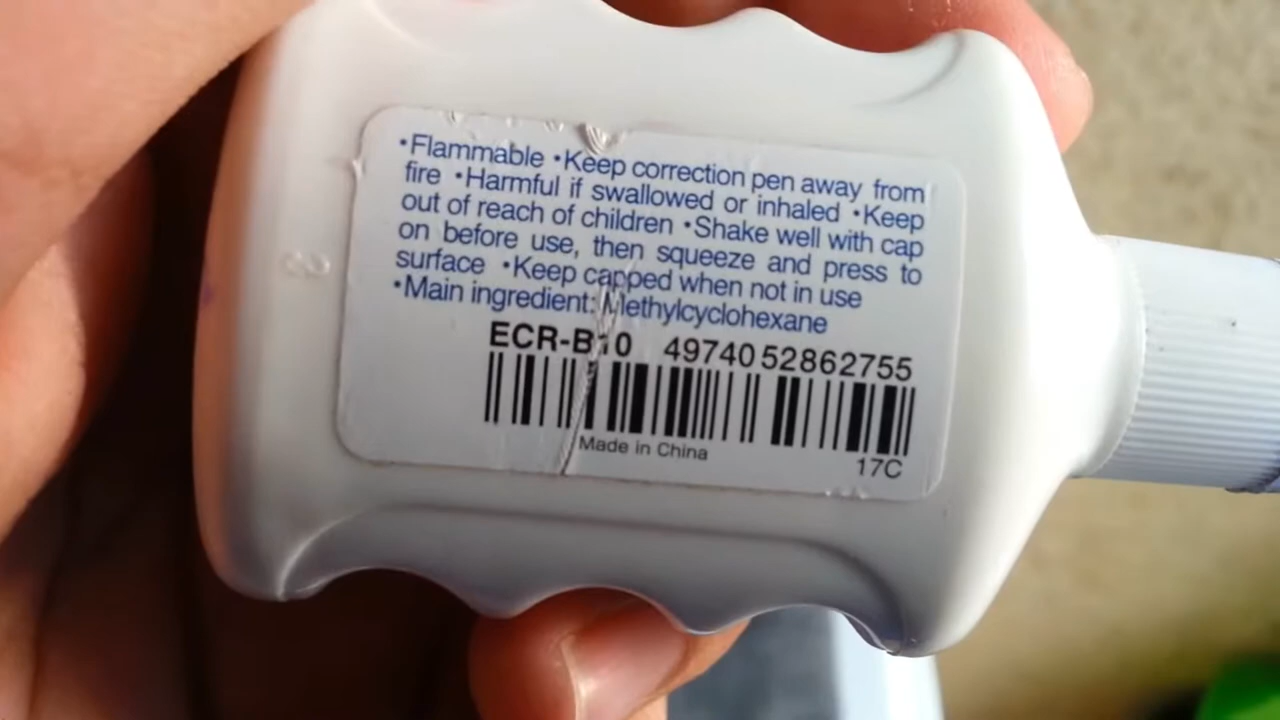 •Flammable •Keep correction pen away from
fire •Harmful if swallowed or inhaled •Keep
out of reach of children •Shake well with cap
on before use, then squeeze and press to
surface •Keep capped when not in use
•Main ingredient: Methylcyclohexane
ECR-B10 4974052862755
Made in China
17C